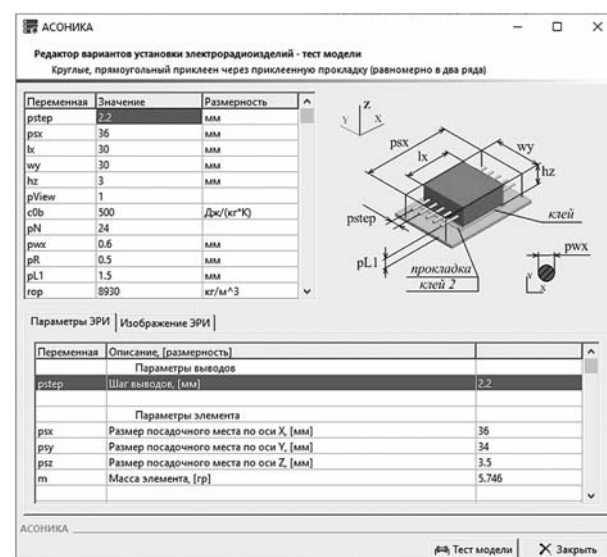 АСОНИКА
Редактор вариантов установки электрорадиоизделий - тест модели
Круглые, прямоугольный приклеен через приклеенную прокладку (равномерно в два ряда)
Переменная Значение Размерность
pstep 2.2 мм
psx 36 мм
lx 30 мм
wy 30 мм
hz 3 мм
pView 1
c0b 500 Дж/(кг*К)
pN 24
pwx 0.6 мм
pR 0.5 мм
pL1 1.5 мм
rop 8930 кг/м^3
Z
Y X
psx
wy
lx
hz
pstep
клей
pL1
прокладка
клей 2
pwx
Y
X
Параметры ЭРИ Изображение ЭРИ
Переменная Описание, [размерность]
Параметры выводов
pstep Шаг выводов, [мм] 2.2
Параметры элемента
psx Размер посадочного места по оси X, [мм] 36
psy Размер посадочного места по оси Y, [мм] 34
psz Размер посадочного места по оси Z, [мм] 3.5
m Масса элемента, [гр] 5.746
АСОНИКА
Тест модели Закрыть